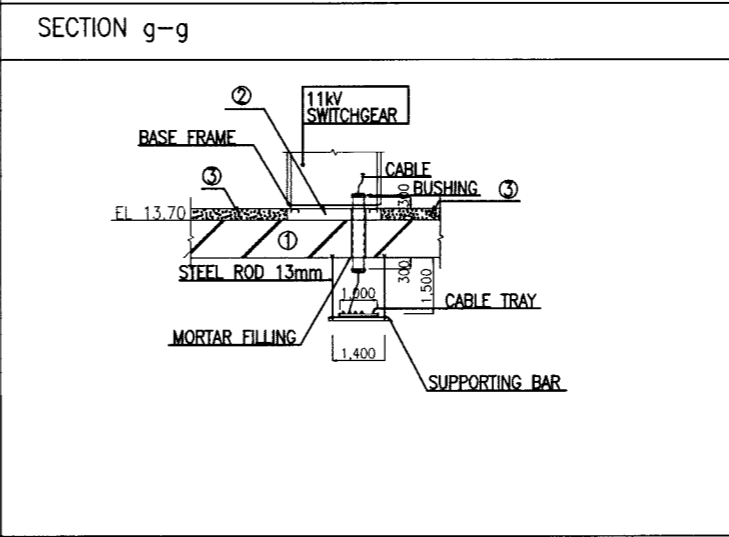 SECTION g-g
②
11kV
SWITCHGEAR
BASE FRAME
CABLE
③
300
BUSHING
③
EL 13.70
①
STEEL ROD 13mm
300
1,500
1,000
CABLE TRAY
MORTAR FILLING
1,400
SUPPORTING BAR